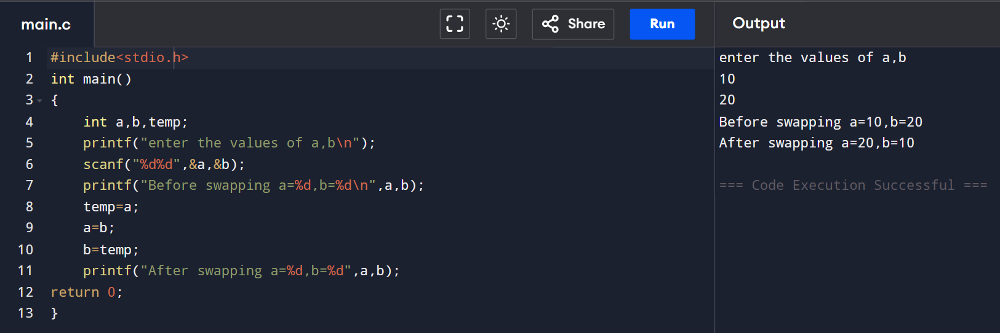 main.c
Share
Run
Output
1 #include<stdio.h>
2 int main()
3 {
4     int a,b,temp;
5     printf("enter the values of a,b\n");
6     scanf("%d%d",&a,&b);
7     printf("Before swapping a=%d,b=%d\n",a,b);
8     temp=a;
9     a=b;
10     b=temp;
11     printf("After swapping a=%d,b=%d",a,b);
12 return 0;
13 }
enter the values of a,b
10
20
Before swapping a=10,b=20
After swapping a=20,b=10
=== Code Execution Successful ===